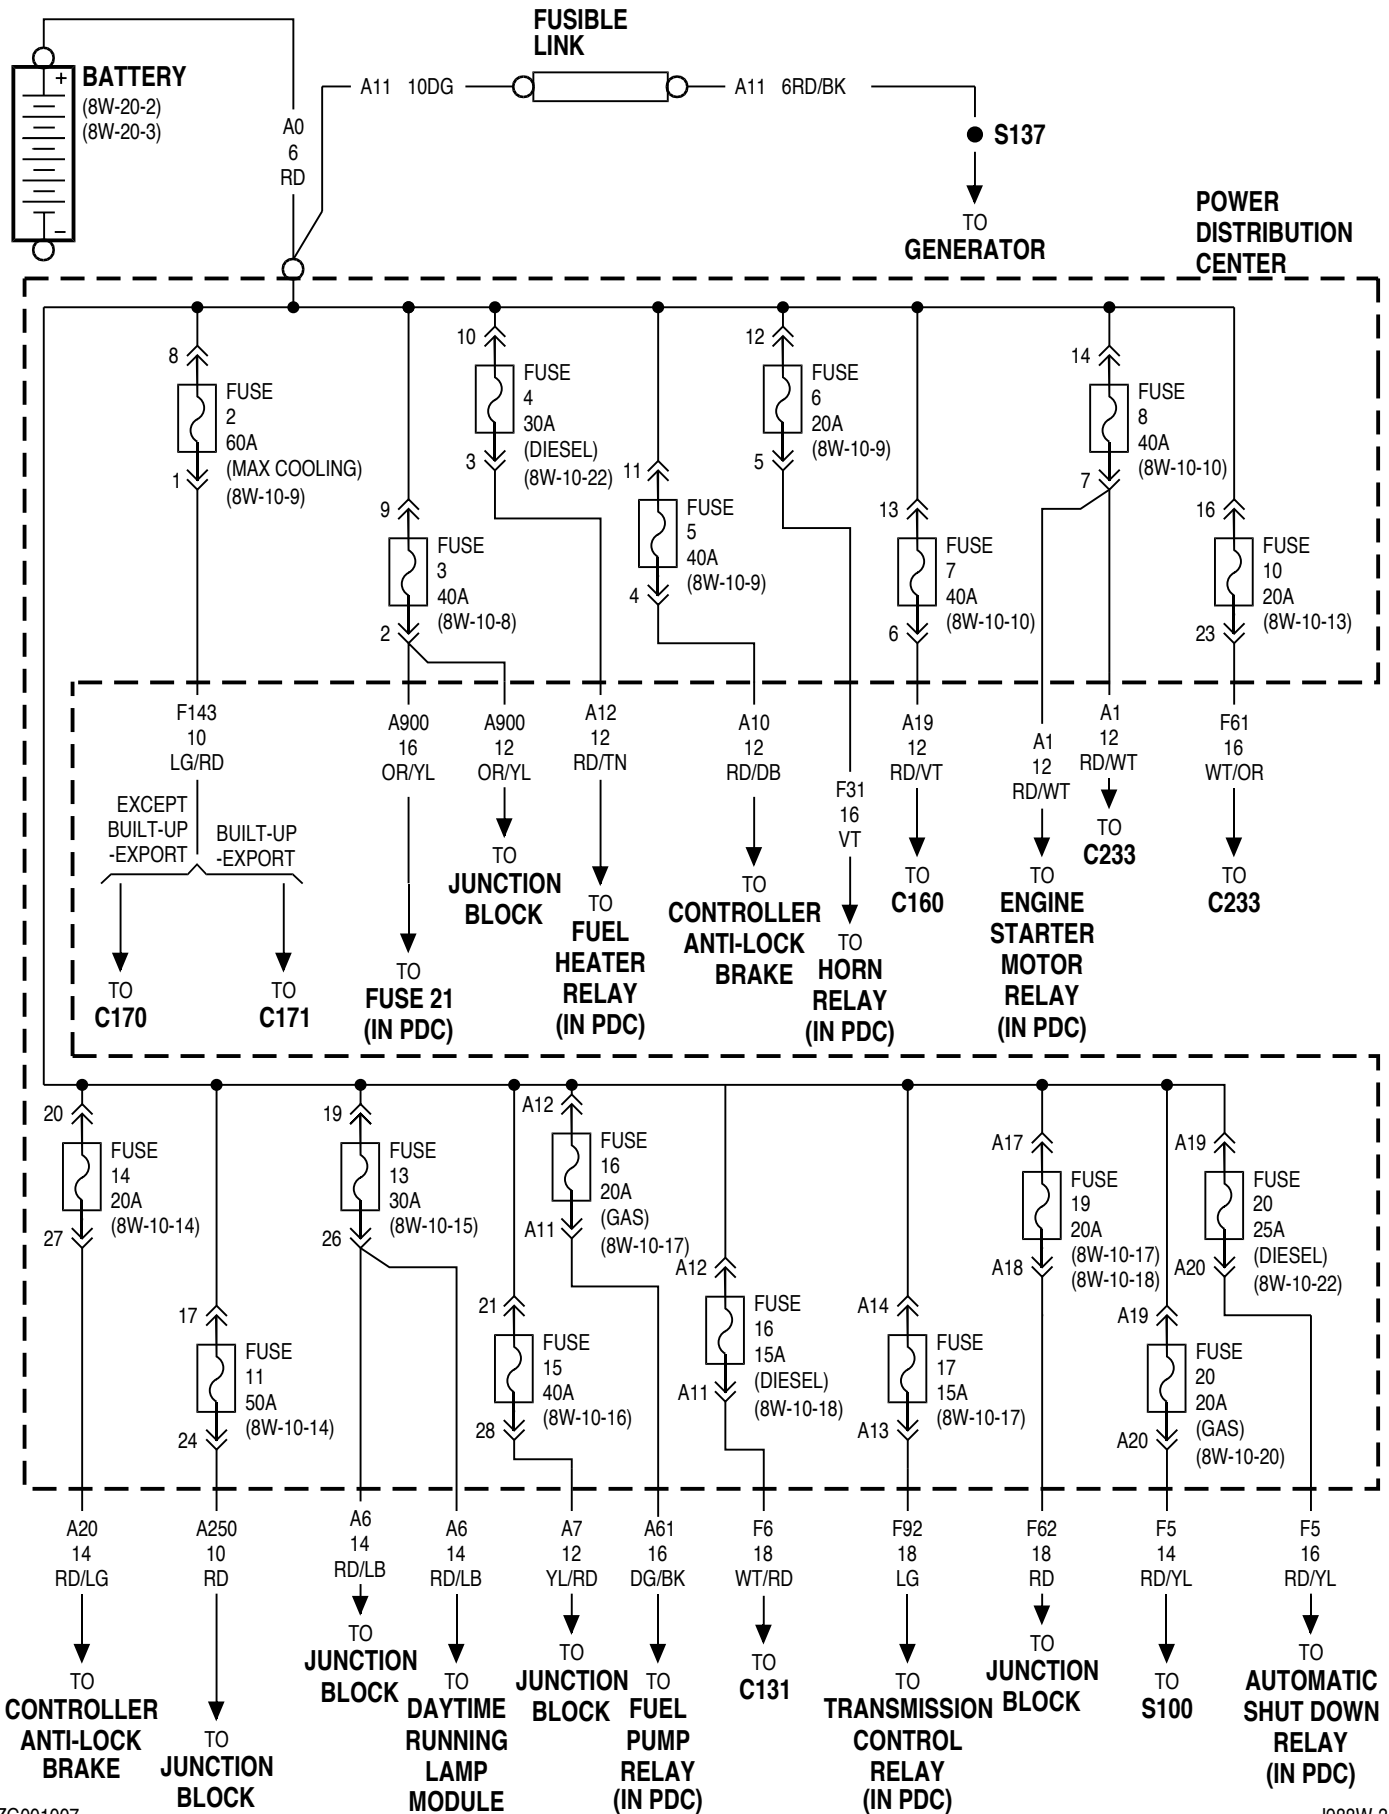 FUSIBLE
LINK
+
BATTERY
(8W-20-2)
(8W-20-3)
–
A0
6
RD
A11 10DG
A11 6RD/BK
S137
TO
GENERATOR
POWER
DISTRIBUTION
CENTER
8
FUSE
2
60A
(MAX COOLING)
(8W-10-9)
1
9
FUSE
3
40A
(8W-10-8)
2
10
FUSE
4
30A
(DIESEL)
(8W-10-22)
3
11
FUSE
5
40A
(8W-10-9)
4
12
FUSE
6
20A
(8W-10-9)
5
13
FUSE
7
40A
(8W-10-10)
6
14
FUSE
8
40A
(8W-10-10)
7
16
FUSE
10
20A
(8W-10-13)
23
F143
10
LG/RD
EXCEPT
BUILT-UP
-EXPORT
BUILT-UP
-EXPORT
TO
C170
TO
C171
A900
16
OR/YL
TO
FUSE 21
(IN PDC)
A900
12
OR/YL
TO
JUNCTION
BLOCK
A12
12
RD/TN
TO
FUEL
HEATER
RELAY
(IN PDC)
A10
12
RD/DB
TO
CONTROLLER
ANTI-LOCK
BRAKE
F31
16
VT
TO
HORN
RELAY
(IN PDC)
A19
12
RD/VT
TO
C160
A1
12
RD/WT
TO
ENGINE
STARTER
MOTOR
RELAY
(IN PDC)
A1
12
RD/WT
TO
C233
F61
16
WT/OR
TO
C233
20
FUSE
14
20A
(8W-10-14)
27
17
FUSE
11
50A
(8W-10-14)
24
19
FUSE
13
30A
(8W-10-15)
26
21
FUSE
15
40A
(8W-10-16)
28
A12
FUSE
16
20A
(GAS)
(8W-10-17)
A11
A12
FUSE
16
15A
(DIESEL)
(8W-10-18)
A11
A14
FUSE
17
15A
(8W-10-17)
A13
A17
FUSE
19
20A
(8W-10-17)
(8W-10-18)
A18
A19
FUSE
20
20A
(GAS)
(8W-10-20)
A20
A19
FUSE
20
25A
(DIESEL)
(8W-10-22)
A20
A20
14
RD/LG
TO
CONTROLLER
ANTI-LOCK
BRAKE
A250
10
RD
TO
JUNCTION
BLOCK
A6
14
RD/LB
TO
JUNCTION
BLOCK
A6
14
RD/LB
TO
DAYTIME
RUNNING
LAMP
MODULE
A7
12
YL/RD
TO
JUNCTION
BLOCK
A61
16
DG/BK
TO
FUEL
PUMP
RELAY
(IN PDC)
F6
18
WT/RD
TO
C131
F92
18
LG
TO
TRANSMISSION
CONTROL
RELAY
(IN PDC)
F62
18
RD
TO
JUNCTION
BLOCK
F5
14
RD/YL
TO
S100
F5
16
RD/YL
TO
AUTOMATIC
SHUT DOWN
RELAY
(IN PDC)